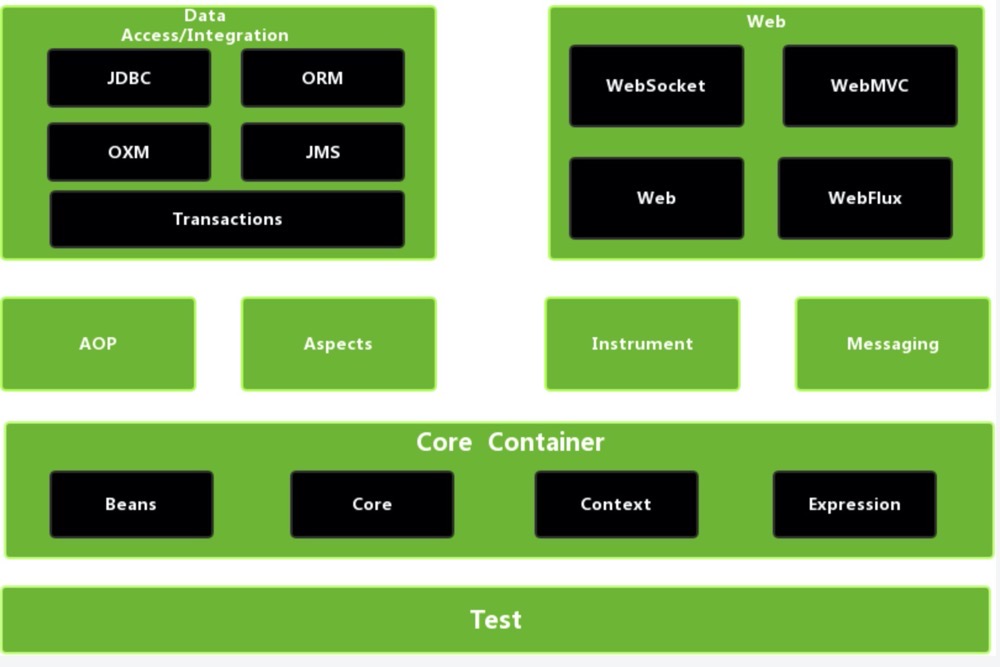 Data
Access/Integration
JDBC
ORM
OXM
JMS
Transactions
Web
WebSocket
WebMVC
Web
WebFlux
AOP
Aspects
Instrument
Messaging
Core Container
Beans
Core
Context
Expression
Test